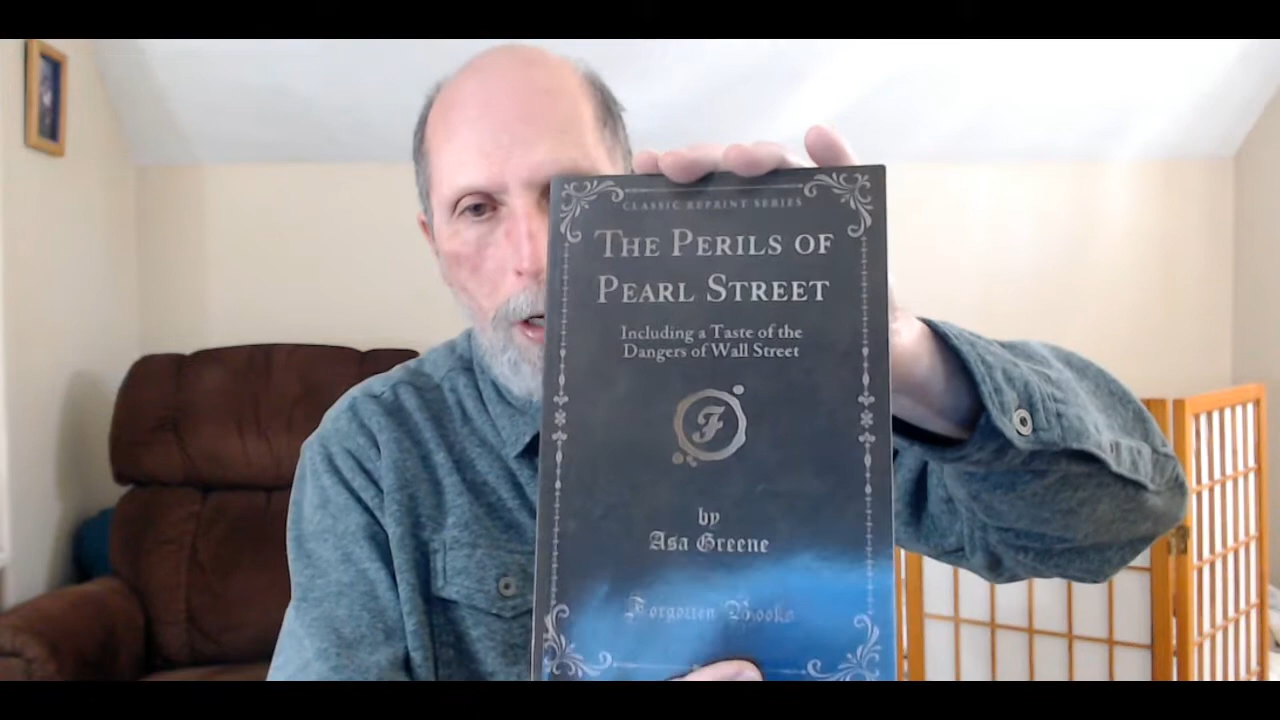 CLASSIC REPRINT SERIES
THE PERILS OF
PEARL STREET
Including a Taste of the
Dangers of Wall Street
F
by
Asa Greene
Forgotten Books